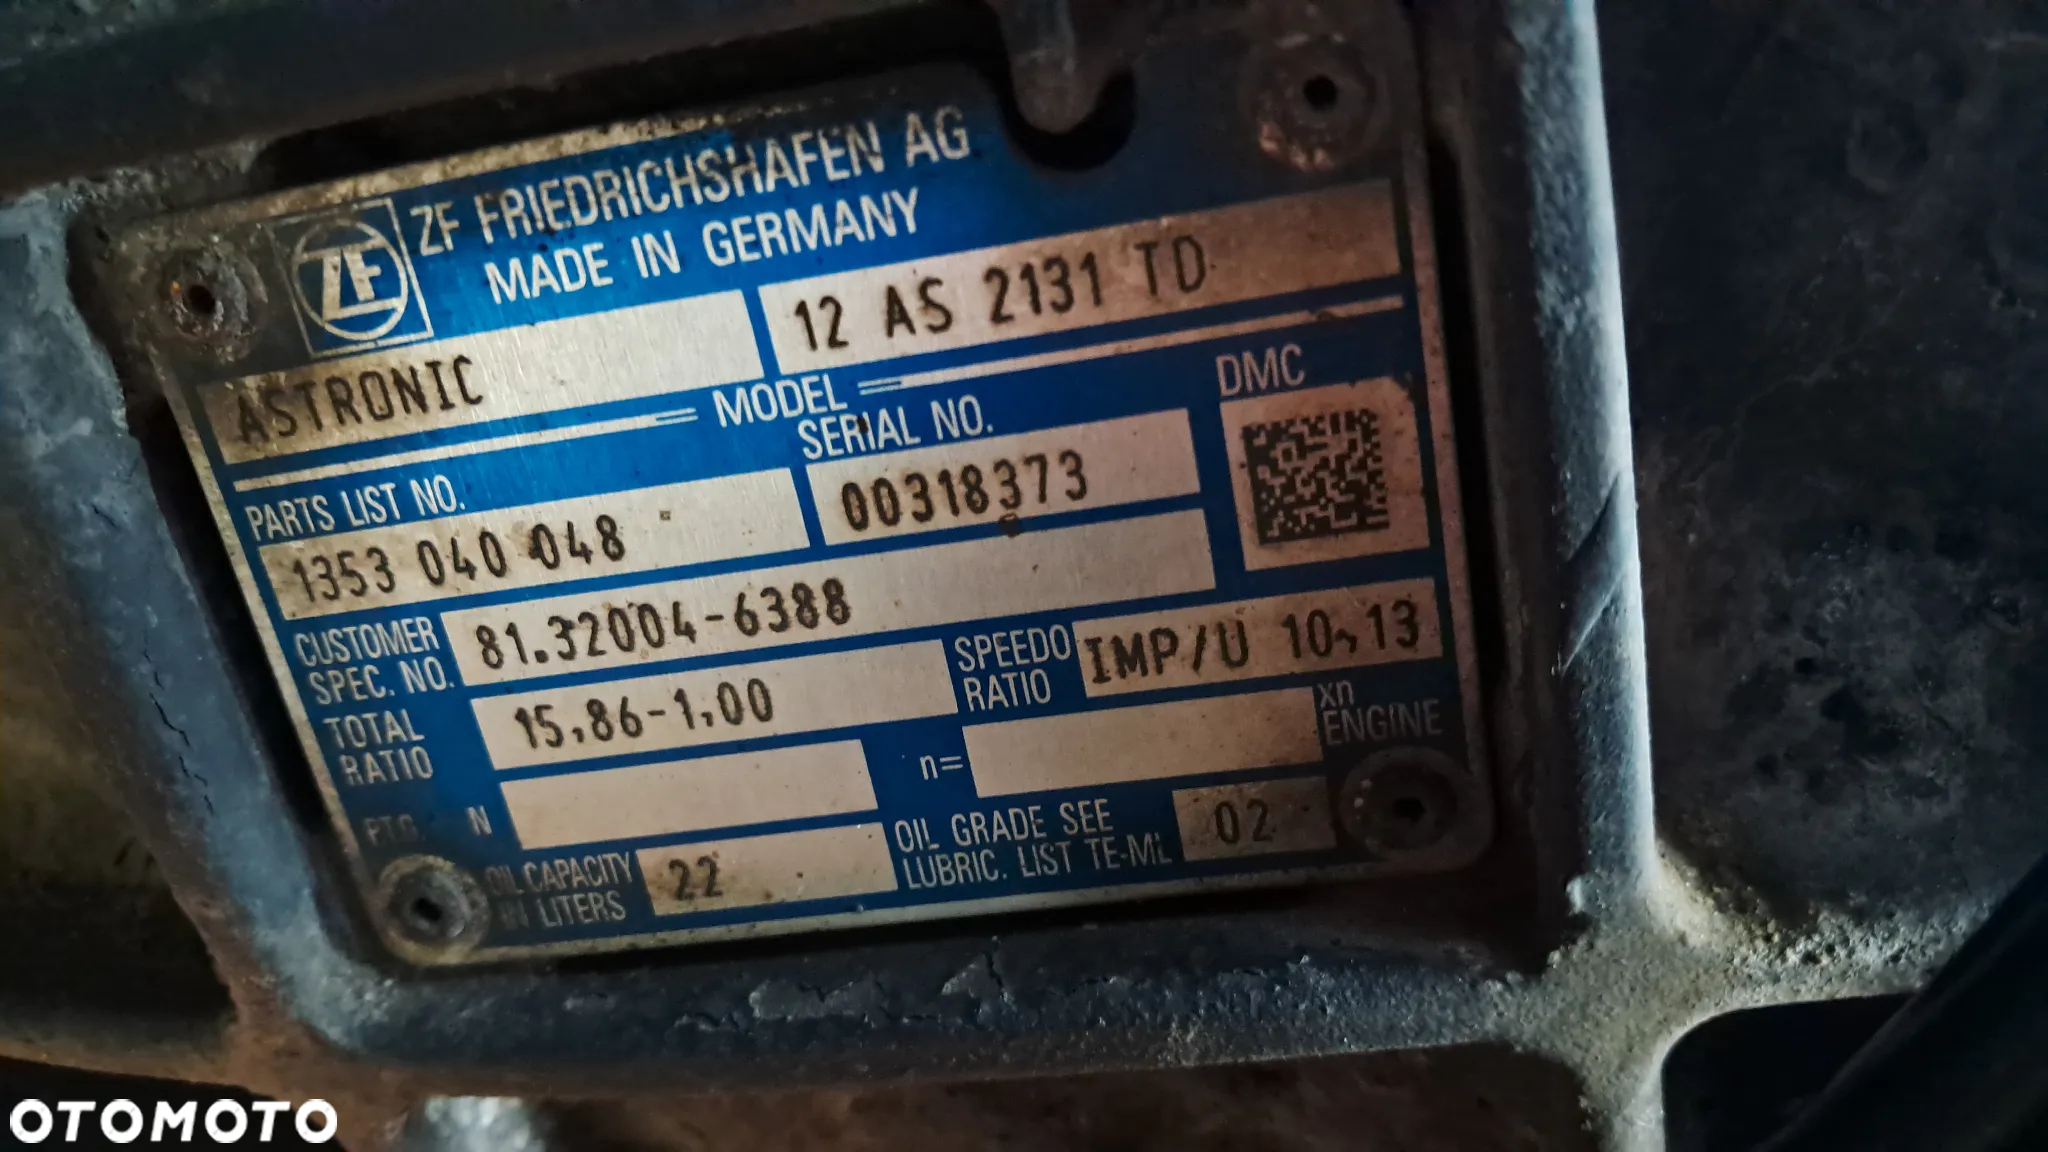 ZF
ZF FRIEDRICHSHAFEN AG
MADE IN GERMANY
ASTRONIC
12 AS 2131 TD
MODEL
PARTS LIST NO.
SERIAL NO.
DMC
1353 040 048
00318373
CUSTOMER
SPEC. NO.
81.32004-6388
TOTAL
RATIO
15,86-1,00
SPEEDO
RATIO
IMP/U 10,13
P.T.O. N
n=
xn
ENGINE
OIL CAPACITY
IN LITERS
22
OIL GRADE SEE
LUBRIC. LIST TE-ML
02
OTOMOTO